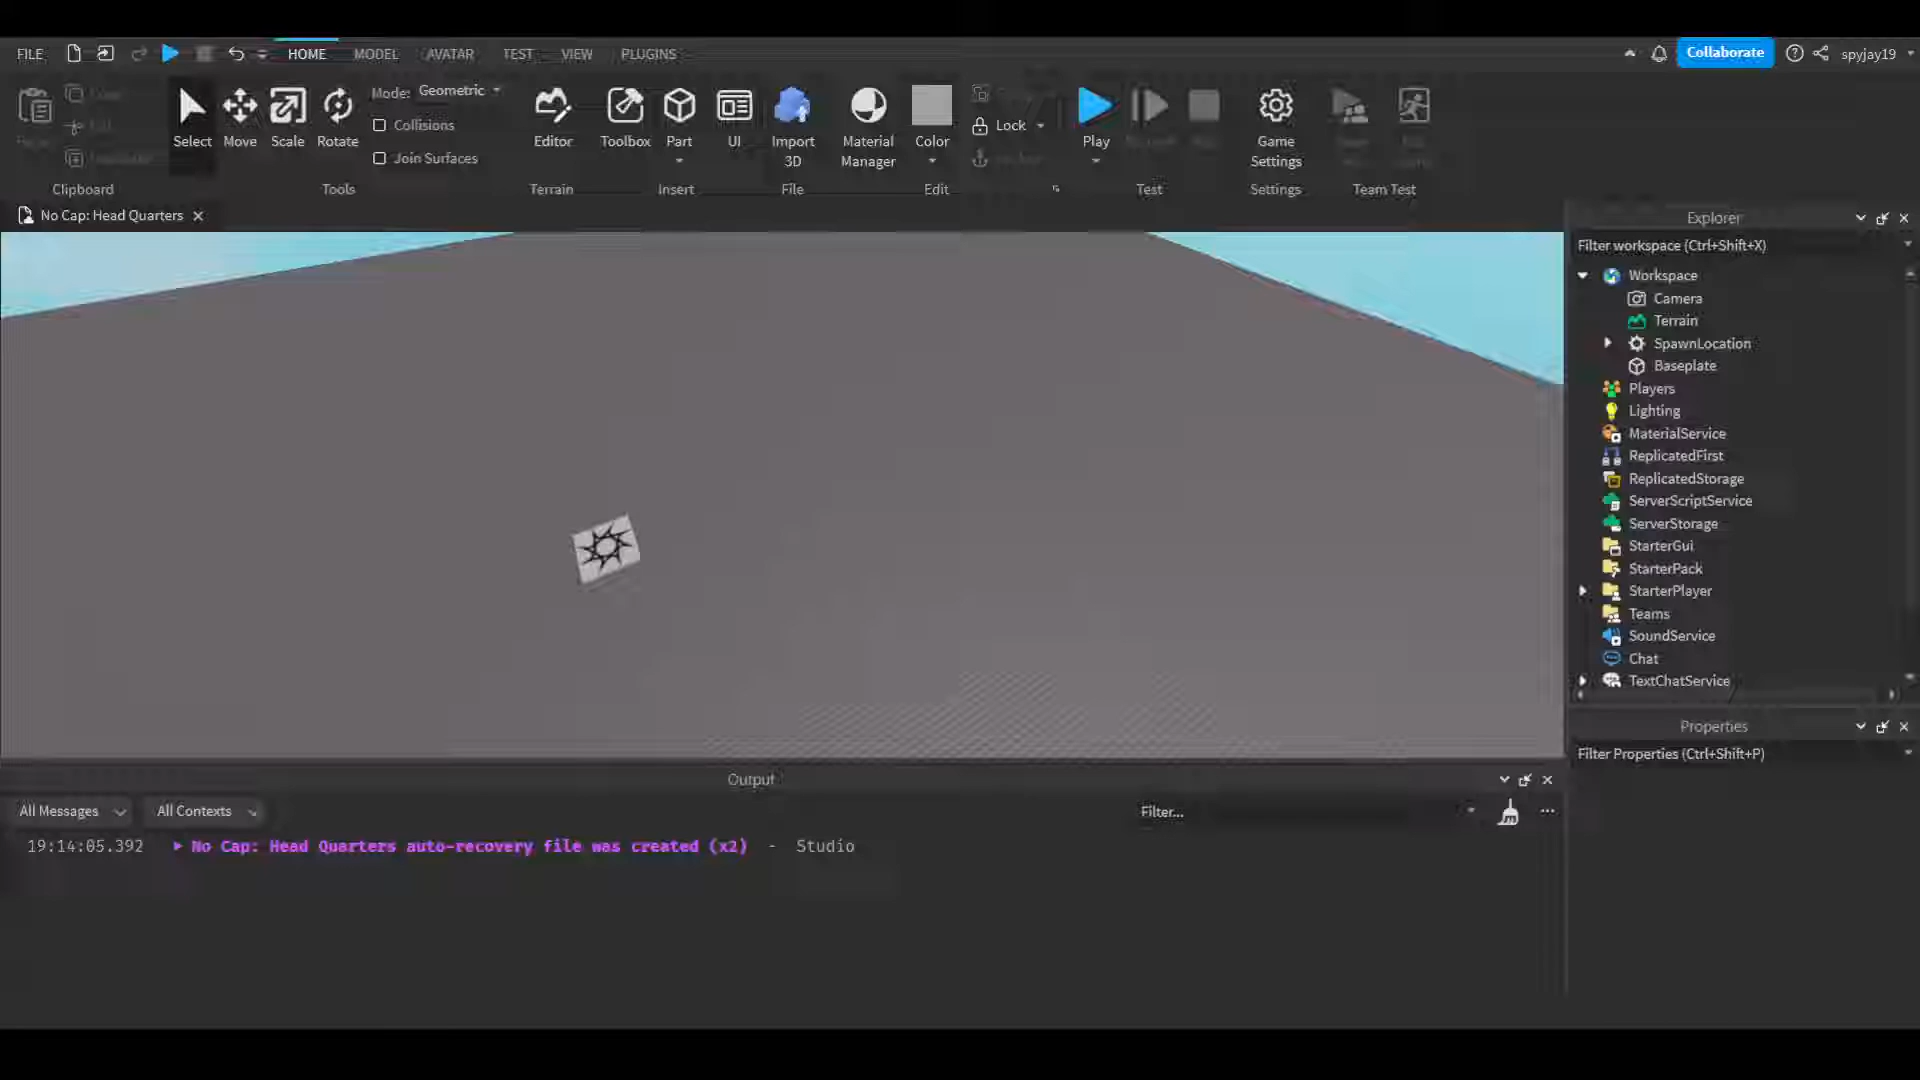 FILE HOME MODEL AVATAR TEST VIEW PLUGINS Collaborate spyjay19
Mode: Geometric
Collisions
Join Surfaces
Lock
Select Move Scale Rotate Editor Toolbox Part UI Import 3D Material Manager Color Play Game Settings
Clipboard Tools Terrain Insert File Edit Test Settings Team Test
No Cap: Head Quarters
Explorer
Filter workspace (Ctrl+Shift+X)
Workspace
Camera
Terrain
SpawnLocation
Baseplate
Players
Lighting
MaterialService
ReplicatedFirst
ReplicatedStorage
ServerScriptService
ServerStorage
StarterGui
StarterPack
StarterPlayer
Teams
SoundService
Chat
TextChatService
Properties
Filter Properties (Ctrl+Shift+P)
Output
All Messages All Contexts Filter...
19:14:05.392 No Cap: Head Quarters auto-recovery file was created (x2) - Studio